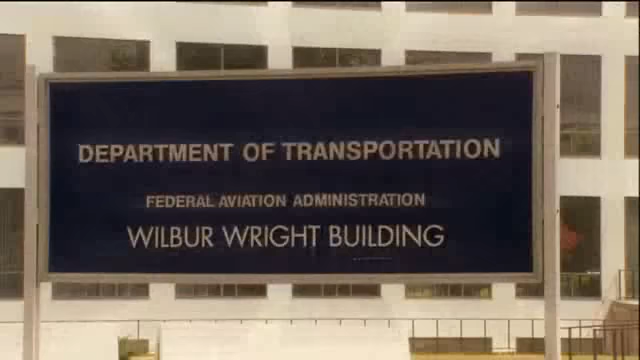 DEPARTMENT OF TRANSPORTATION
FEDERAL AVIATION ADMINISTRATION
WILBUR WRIGHT BUILDING